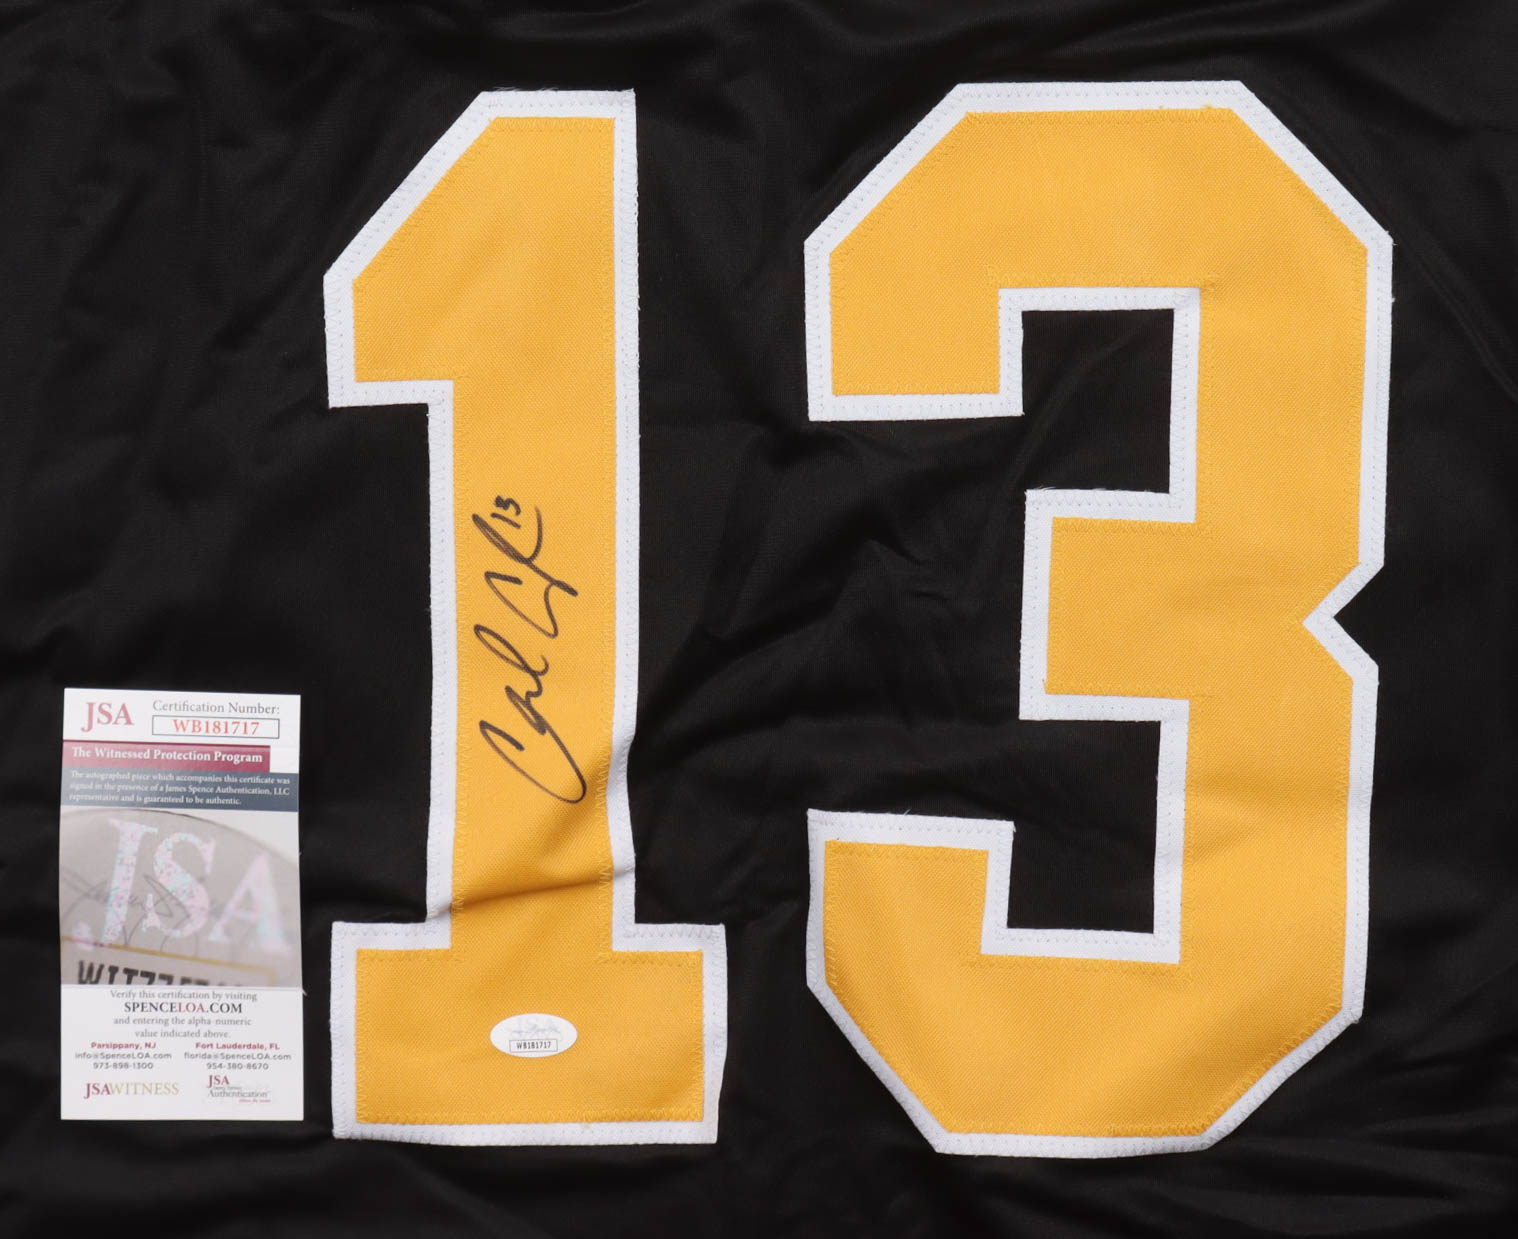 13
13
JSA
Certification Number:
WB181717
The Witnessed Protection Program
The autographed piece which accompanies this certificate was
signed in the presence of a James Spence Authentication, LLC
representative and is guaranteed to be authentic.
JSA
Verify this certification by visiting
SPENCELOA.COM
and entering the alpha-numeric
value indicated above.
Parsippany, NJ
info@SpenceLOA.com
973-898-1300
Fort Lauderdale, FL
florida@SpenceLOA.com
954-380-8670
JSAWITNESS
JSA
Authentication
WB181717